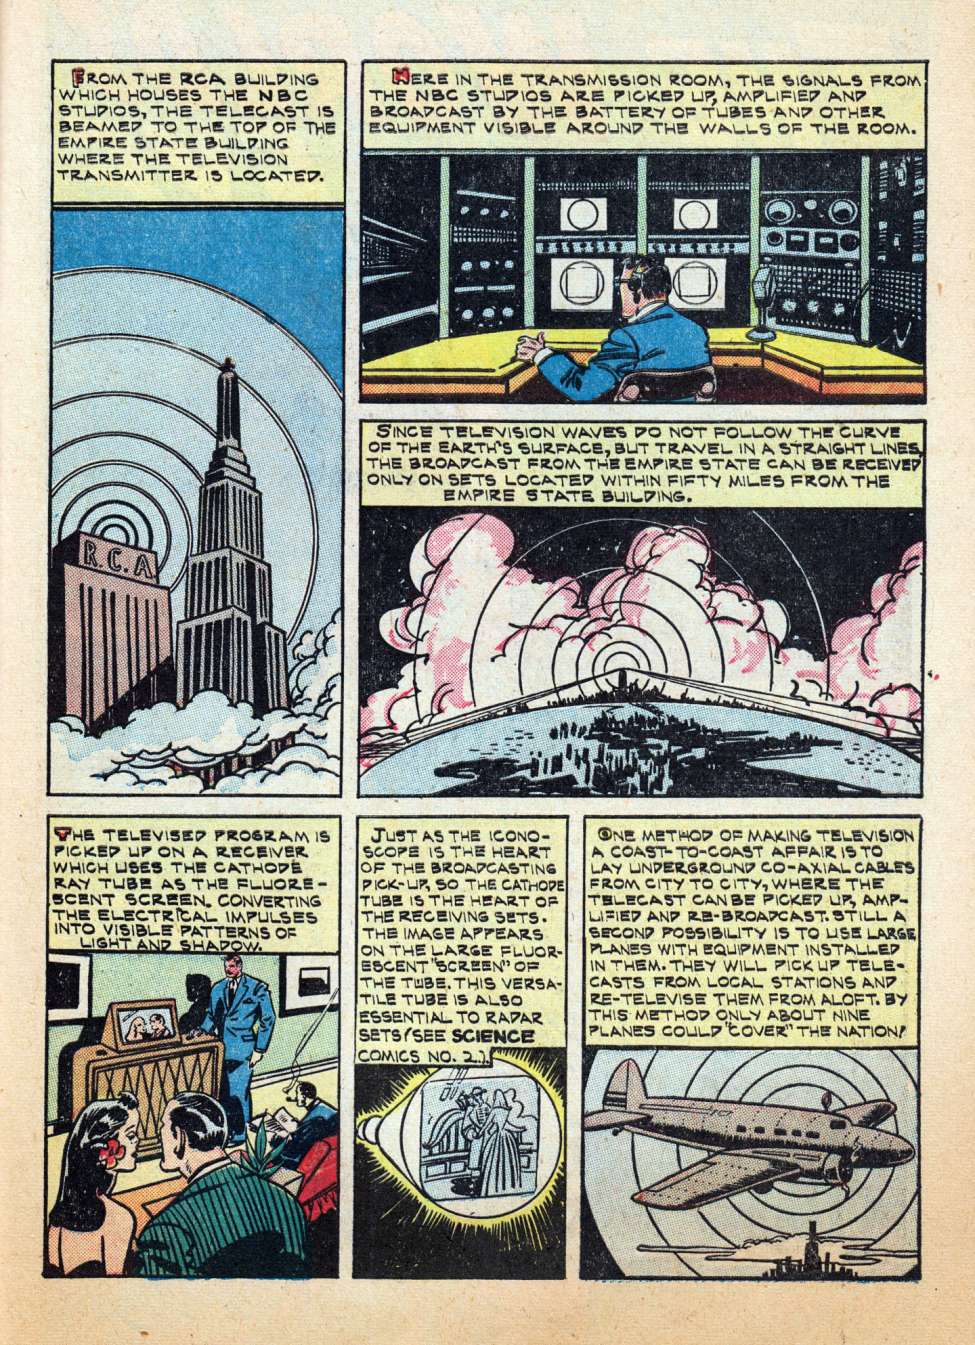 FROM THE RCA BUILDING
WHICH HOUSES THE NBC
STUDIOS, THE TELECAST IS
BEAMED TO THE TOP OF THE
EMPIRE STATE BUILDING
WHERE THE TELEVISION
TRANSMITTER IS LOCATED.
R.C.A
HERE IN THE TRANSMISSION ROOM, THE SIGNALS FROM
THE NBC STUDIOS ARE PICKED UP, AMPLIFIED AND
BROADCAST BY THE BATTERY OF TUBES AND OTHER
EQUIPMENT VISIBLE AROUND THE WALLS OF THE ROOM.
SINCE TELEVISION WAVES DO NOT FOLLOW THE CURVE
OF THE EARTH'S SURFACE, BUT TRAVEL IN A STRAIGHT LINES,
THE BROADCAST FROM THE EMPIRE STATE CAN BE RECEIVED
ONLY ON SETS LOCATED WITHIN FIFTY MILES FROM THE
EMPIRE STATE BUILDING.
THE TELEVISED PROGRAM IS
PICKED UP ON A RECEIVER
WHICH USES THE CATHODE
RAY TUBE AS THE FLUORE-
SCENT SCREEN. CONVERTING
THE ELECTRICAL IMPULSES
INTO VISIBLE PATTERNS OF
LIGHT AND SHADOW.
JUST AS THE ICONO-
SCOPE IS THE HEART
OF THE BROADCASTING
PICK-UP, SO THE CATHODE
TUBE IS THE HEART OF
THE RECEIVING SETS.
THE IMAGE APPEARS
ON THE LARGE FLUOR-
ESCENT "SCREEN" OF
THE TUBE. THIS VERSA-
TILE TUBE IS ALSO
ESSENTIAL TO RADAR
SETS (SEE SCIENCE
COMICS NO. 2.).
ONE METHOD OF MAKING TELEVISION
A COAST-TO-COAST AFFAIR IS TO
LAY UNDERGROUND CO-AXIAL CABLES
FROM CITY TO CITY, WHERE THE
TELECAST CAN BE PICKED UP, AMP-
LIFIED AND RE-BROADCAST. STILL A
SECOND POSSIBILITY IS TO USE LARGE
PLANES WITH EQUIPMENT INSTALLED
IN THEM. THEY WILL PICK UP TELE-
CASTS FROM LOCAL STATIONS AND
RE-TELEVISE THEM FROM ALOFT. BY
THIS METHOD ONLY ABOUT NINE
PLANES COULD "COVER" THE NATION!